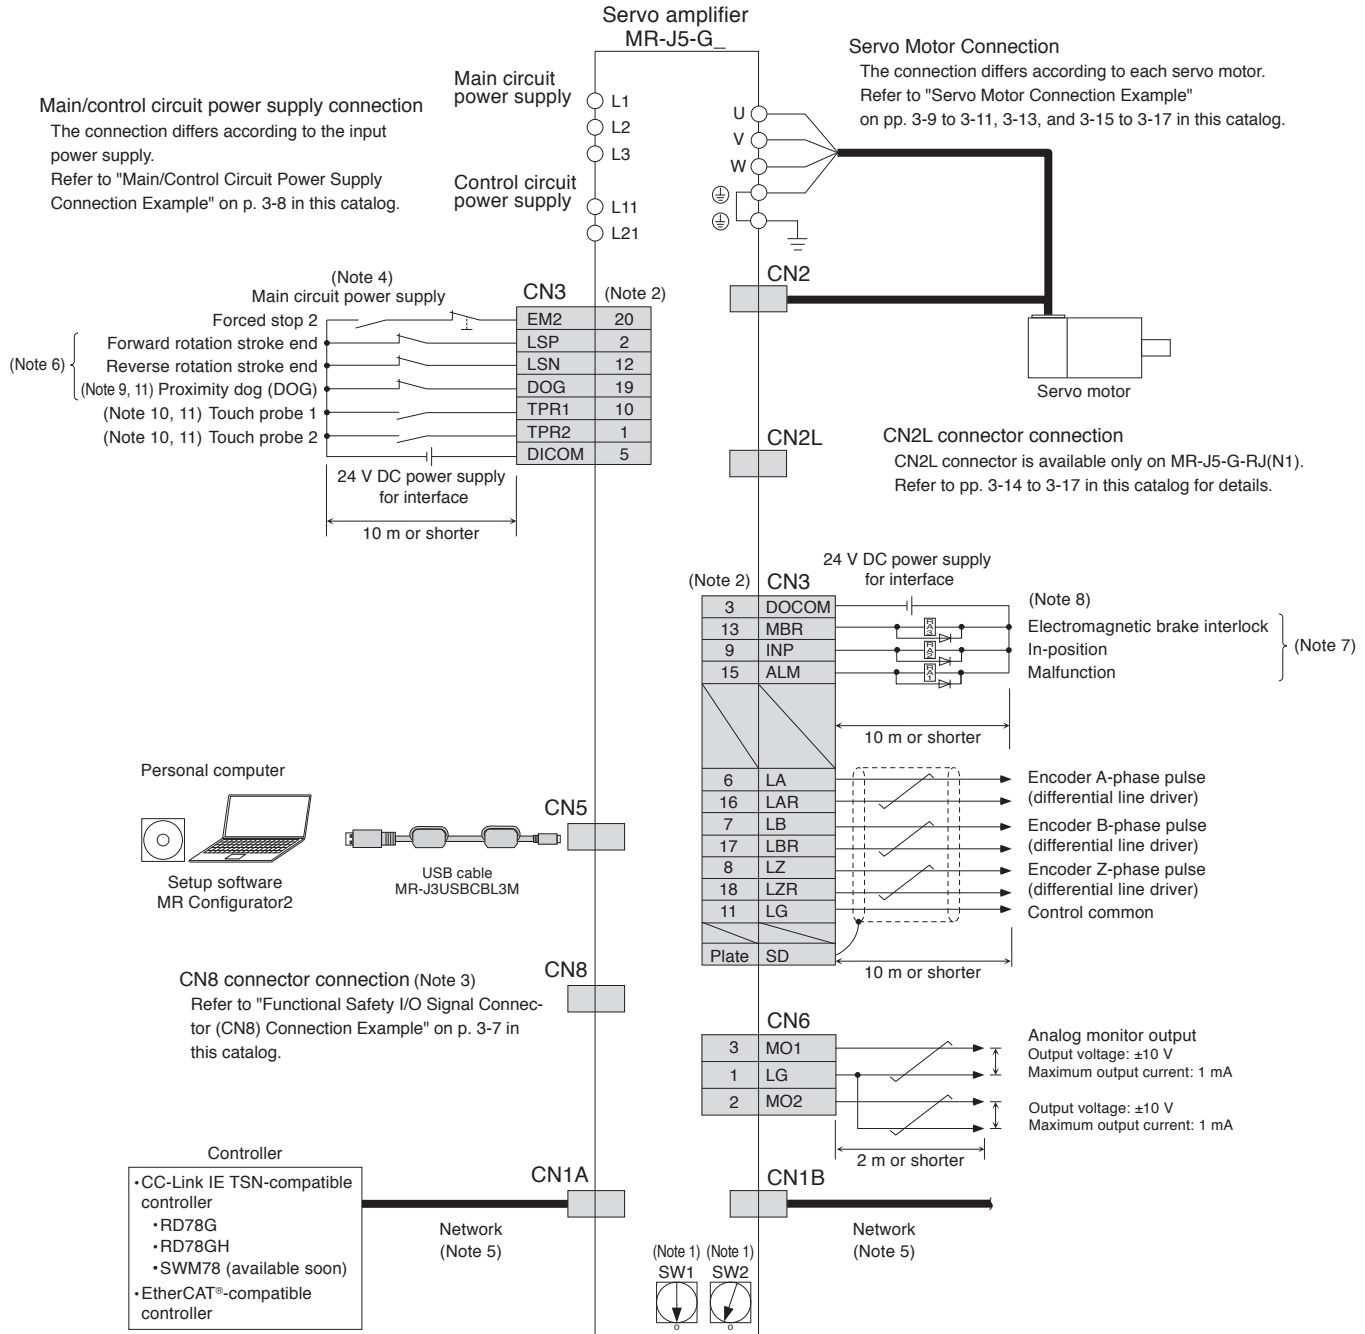 Servo amplifier
MR-J5-G_
Main/control circuit power supply connection
The connection differs according to the input
power supply.
Refer to "Main/Control Circuit Power Supply
Connection Example" on p. 3-8 in this catalog.
Main circuit
power supply
L1
L2
L3
Control circuit
power supply
L11
L21
U
V
W
Servo Motor Connection
The connection differs according to each servo motor.
Refer to "Servo Motor Connection Example"
on pp. 3-9 to 3-11, 3-13, and 3-15 to 3-17 in this catalog.
CN2
Servo motor
(Note 4)
Main circuit power supply
CN3
(Note 2)
Forced stop 2
EM2 20
Forward rotation stroke end
LSP 2
(Note 6)
Reverse rotation stroke end
LSN 12
(Note 9, 11) Proximity dog (DOG)
DOG 19
(Note 10, 11) Touch probe 1
TPR1 10
(Note 10, 11) Touch probe 2
TPR2 1
DICOM 5
24 V DC power supply
for interface
10 m or shorter
CN2L
CN2L connector connection
CN2L connector is available only on MR-J5-G-RJ(N1).
Refer to pp. 3-14 to 3-17 in this catalog for details.
24 V DC power supply
for interface
(Note 2) CN3
3 DOCOM
(Note 8)
13 MBR
RA3
Electromagnetic brake interlock
9 INP
RA2
In-position
(Note 7)
15 ALM
RA1
Malfunction
10 m or shorter
6 LA
Encoder A-phase pulse
16 LAR
(differential line driver)
7 LB
Encoder B-phase pulse
17 LBR
(differential line driver)
8 LZ
Encoder Z-phase pulse
18 LZR
(differential line driver)
11 LG
Control common
Plate SD
10 m or shorter
Personal computer
Setup software
MR Configurator2
USB cable
MR-J3USBCBL3M
CN5
CN8 connector connection (Note 3)
Refer to "Functional Safety I/O Signal Connec-
tor (CN8) Connection Example" on p. 3-7 in
this catalog.
CN8
CN6
3 MO1
1 LG
2 MO2
Analog monitor output
Output voltage: ±10 V
Maximum output current: 1 mA
Output voltage: ±10 V
Maximum output current: 1 mA
2 m or shorter
Controller
•CC-Link IE TSN-compatible
controller
•RD78G
•RD78GH
•SWM78 (available soon)
•EtherCAT®-compatible
controller
CN1A
Network
(Note 5)
CN1B
Network
(Note 5)
(Note 1) (Note 1)
SW1 SW2
0 0